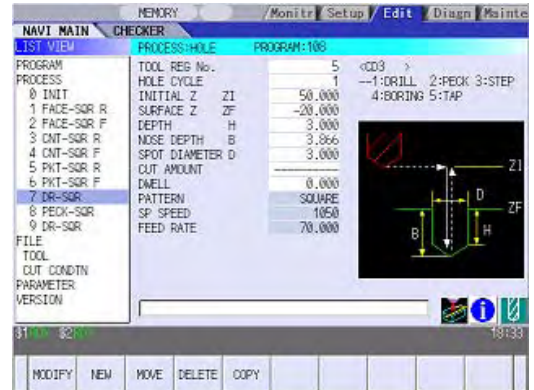 MEMORY Monitr Setup Edit Diagn Mainte
NAVI MAIN CHECKER
LIST VIEW PROCESS:HOLE PROGRAM:108
PROGRAM
PROCESS
0 INIT
1 FACE-SQR R
2 FACE-SQR F
3 CNT-SQR R
4 CNT-SQR F
5 PKT-SQR R
6 PKT-SQR F
7 DR-SQR
8 PECK-SQR
9 DR-SQR
FILE
TOOL
CUT CONDTN
PARAMETER
VERSION
TOOL REG No. 5 <CD3 >
HOLE CYCLE 1 --1:DRILL 2:PECK 3:STEP
4:BORING 5:TAP
INITIAL Z ZI 50.000
SURFACE Z ZF -20.000
DEPTH H 3.000
NOSE DEPTH B 3.866
SPOT DIAMETER D 3.000
CUT AMOUNT
DWELL 0.000
PATTERN SQUARE
SP SPEED 1050
FEED RATE 70.000
ZI
D
ZF
B
H
$1 $2
18:33
MODIFY NEW MOVE DELETE COPY